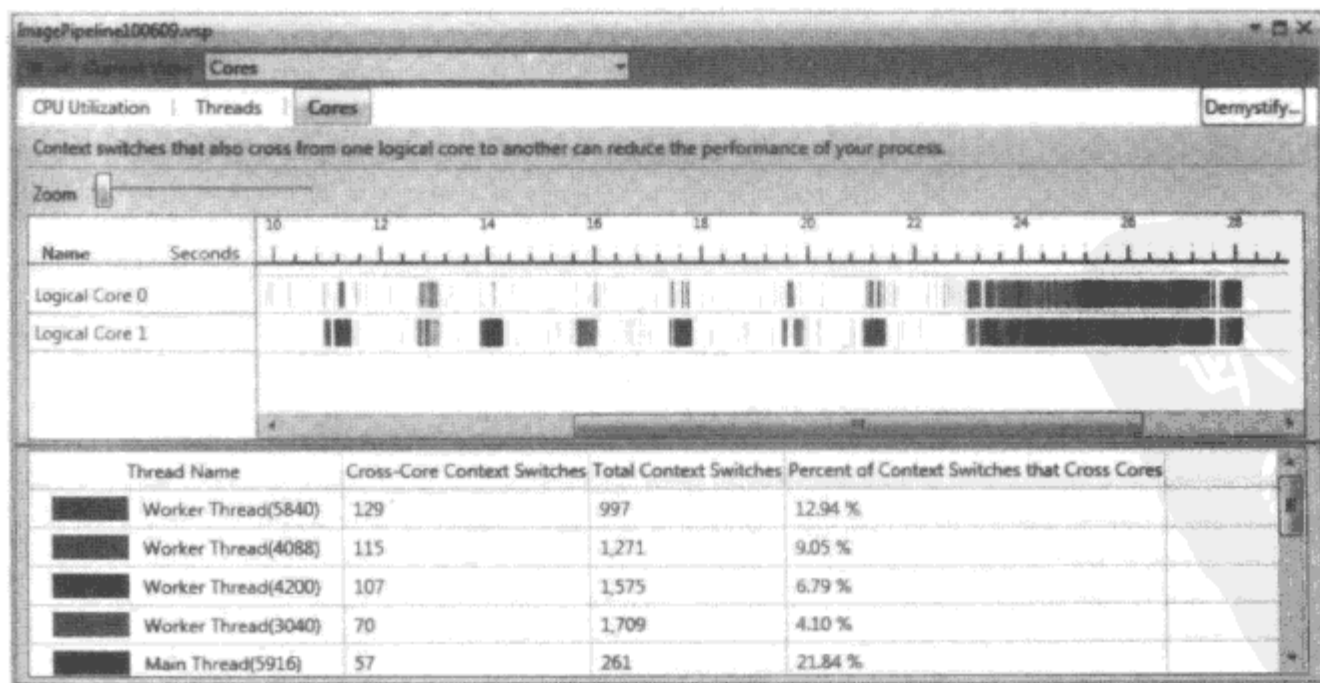 ImagePipeline100609.vsp
Current View: Cores
CPU Utilization Threads Cores Demystify...
Context switches that also cross from one logical core to another can reduce the performance of your process.
Zoom
10 12 14 16 18 20 22 24 26 28
Name Seconds
Logical Core 0
Logical Core 1
Thread Name Cross-Core Context Switches Total Context Switches Percent of Context Switches that Cross Cores
Worker Thread(5840) 129 997 12.94 %
Worker Thread(4088) 115 1,271 9.05 %
Worker Thread(4200) 107 1,575 6.79 %
Worker Thread(3040) 70 1,709 4.10 %
Main Thread(5916) 57 261 21.84 %